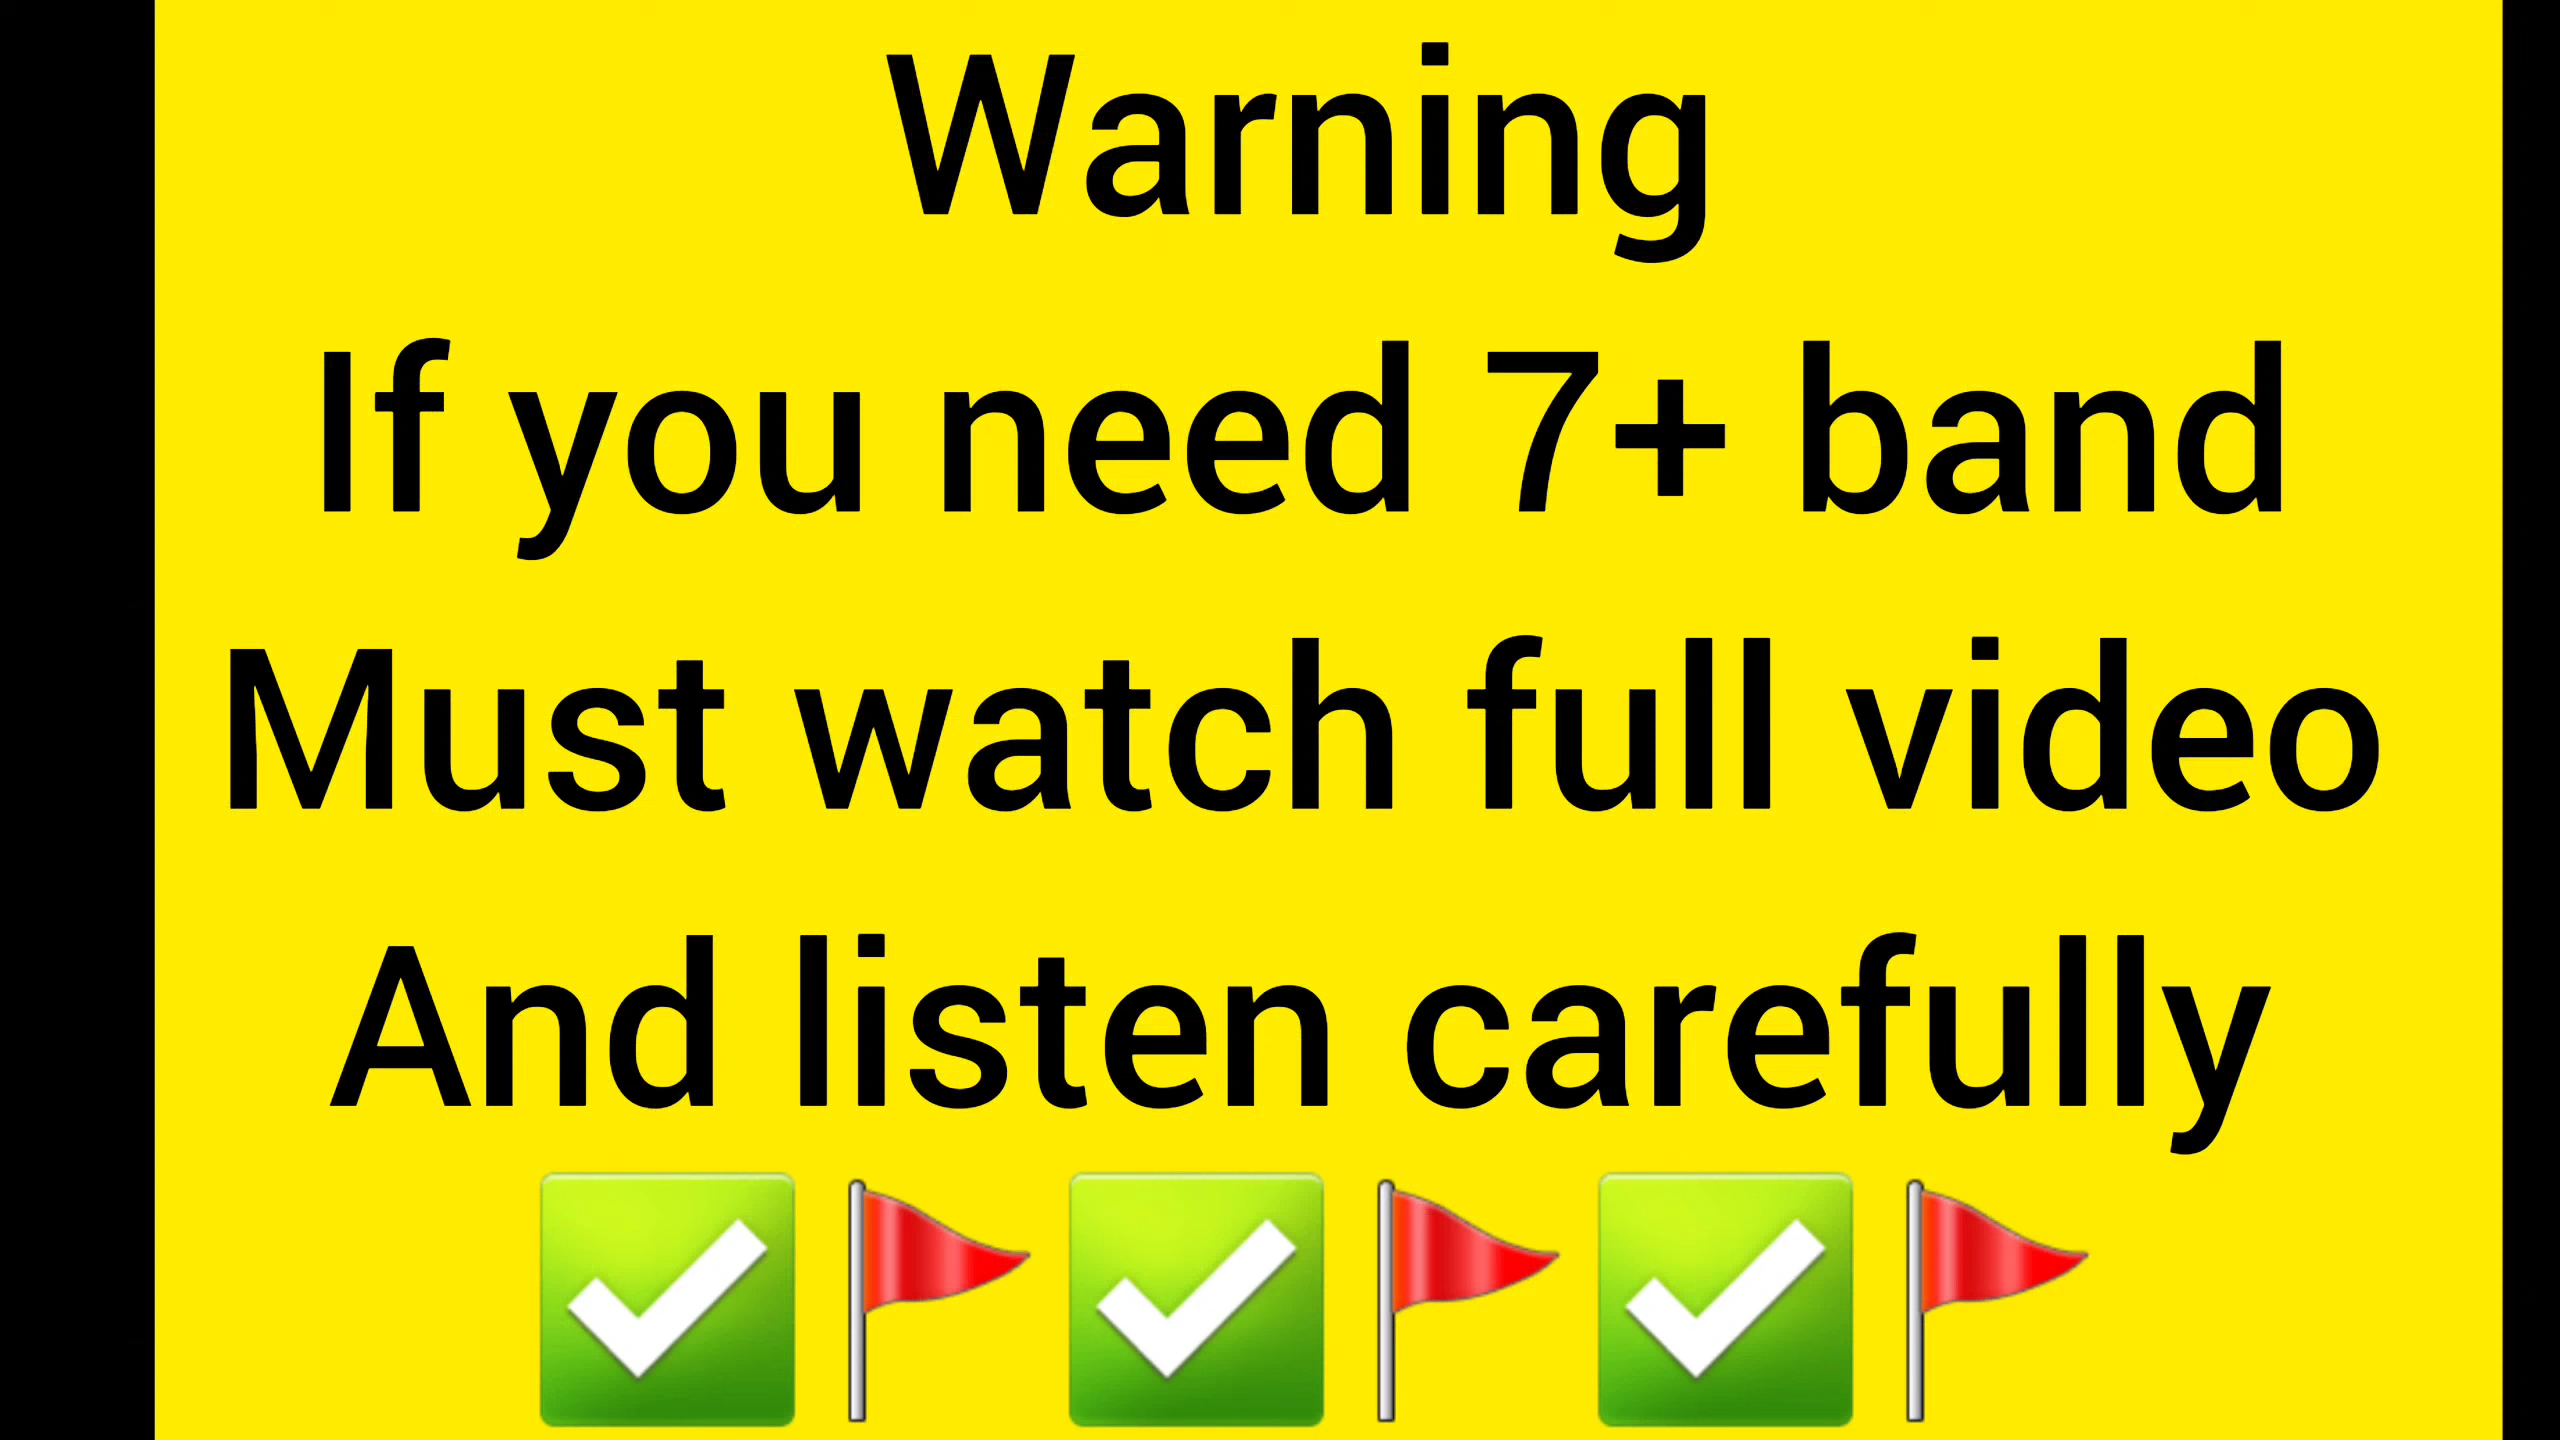 Warning
If you need 7+ band
Must watch full video
And listen carefully
✅🚩✅🚩✅🚩